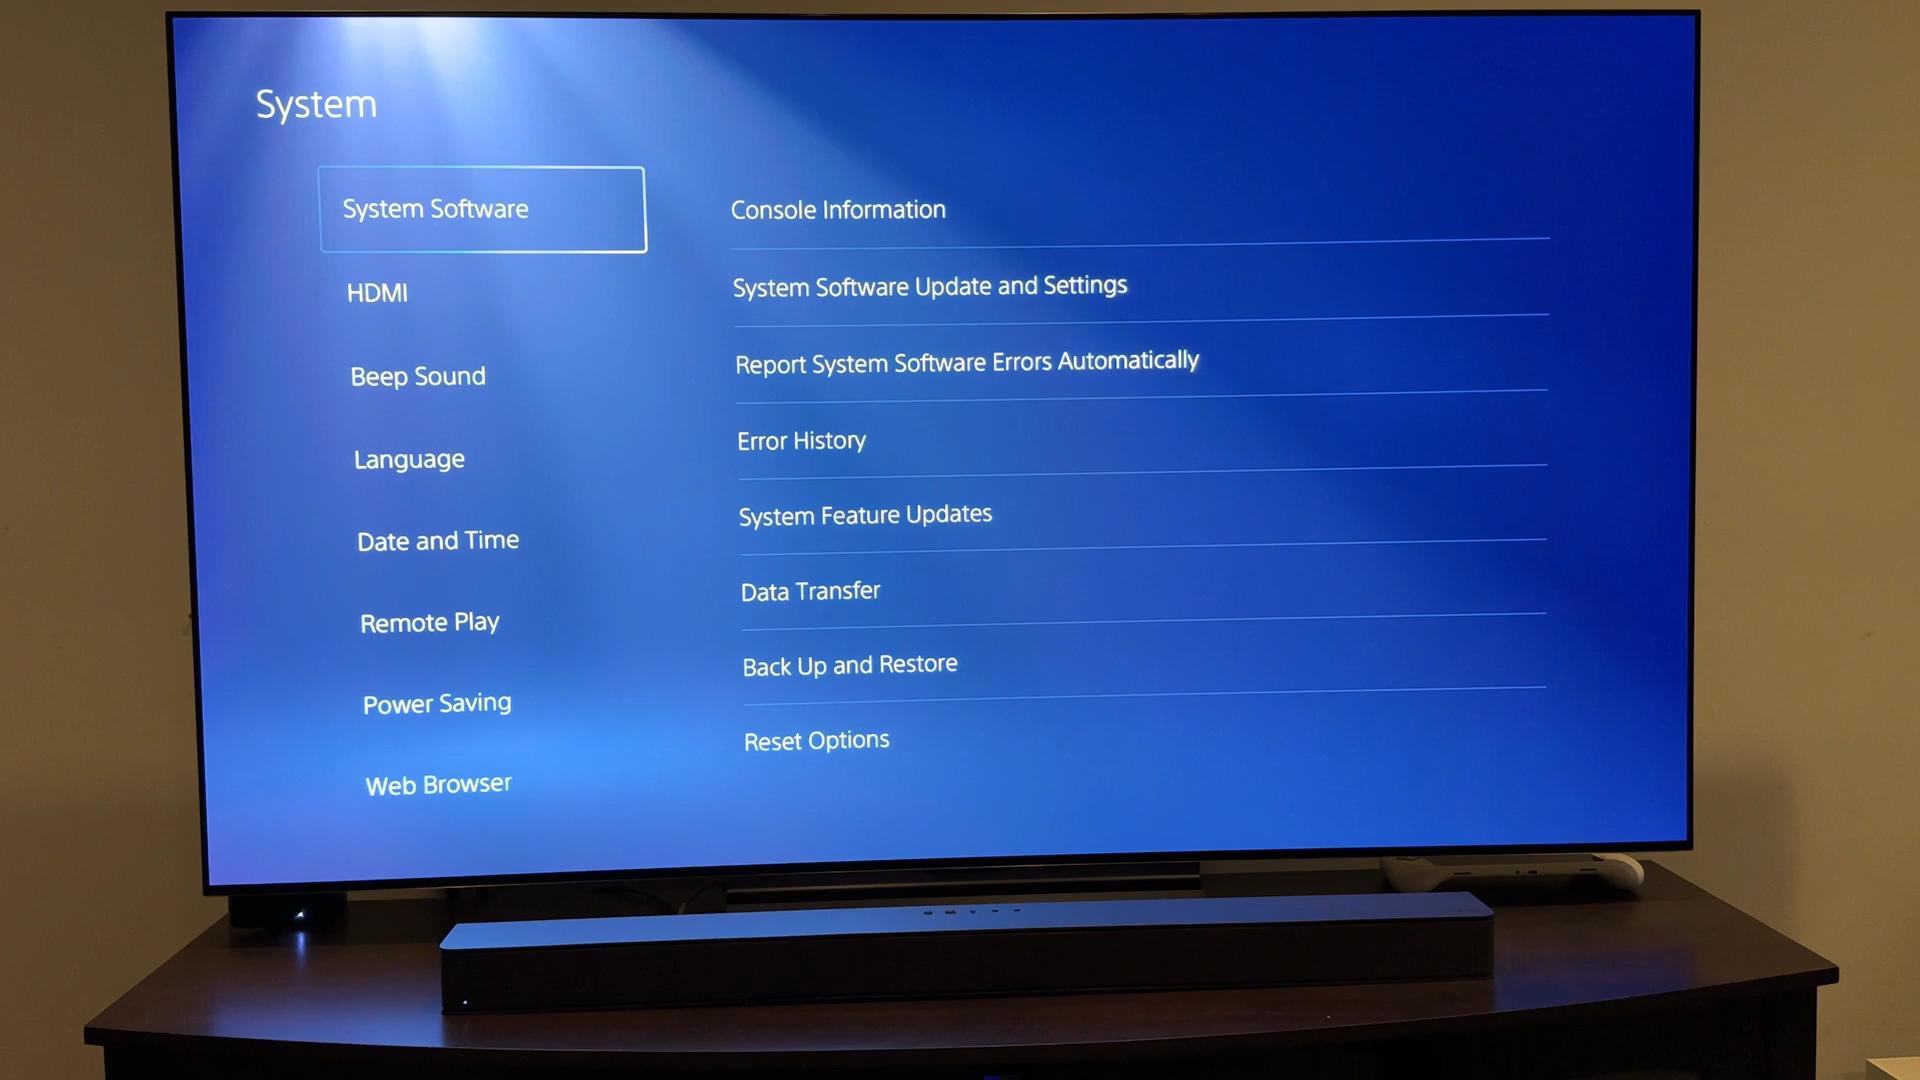 System
System Software
HDMI
Beep Sound
Language
Date and Time
Remote Play
Power Saving
Web Browser
Console Information
System Software Update and Settings
Report System Software Errors Automatically
Error History
System Feature Updates
Data Transfer
Back Up and Restore
Reset Options